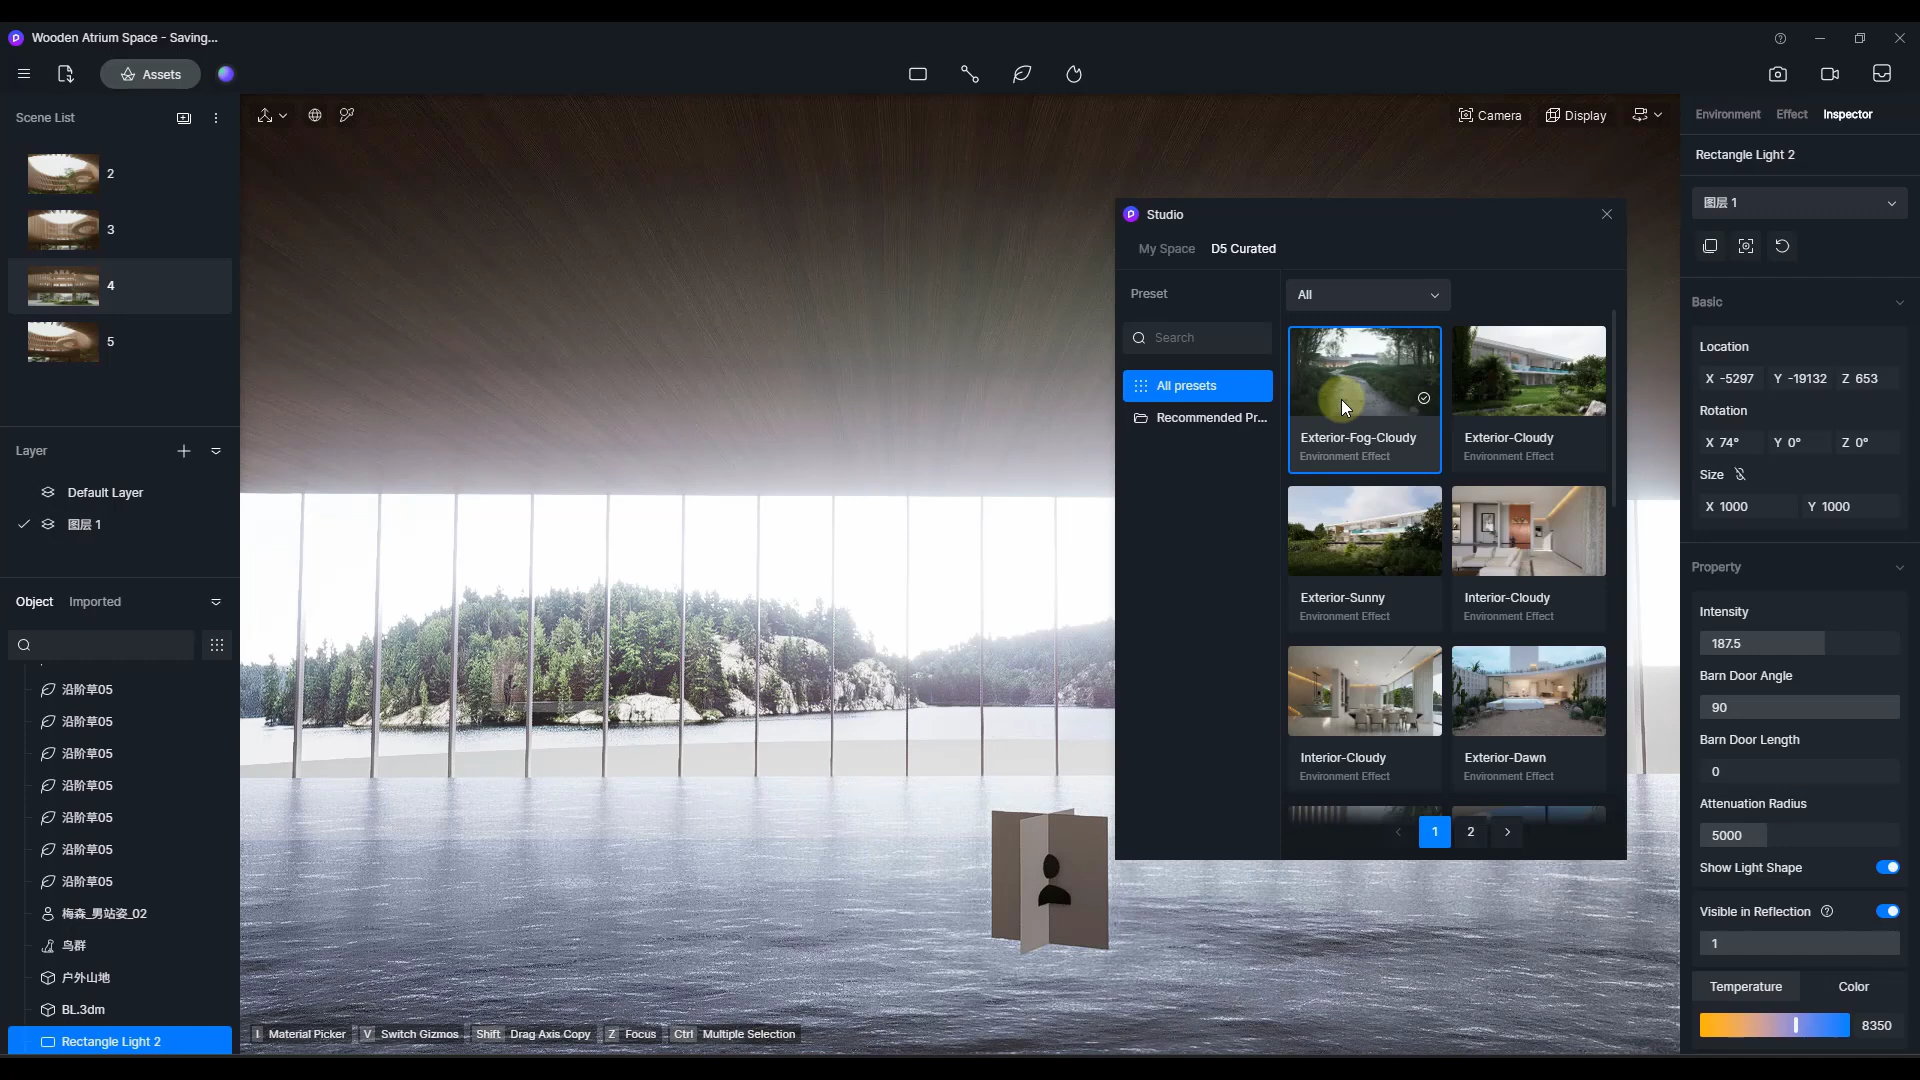 Wooden Atrium Space - Saving...
Assets
Scene List
2
3
4
5
Layer
Default Layer
图层 1
Object Imported
沿阶草05
沿阶草05
沿阶草05
沿阶草05
沿阶草05
沿阶草05
沿阶草05
梅森_男站姿_02
鸟群
户外山地
BL.3dm
Rectangle Light 2
Camera Display
Studio
My Space D5 Curated
Preset
Search
All presets
Recommended Pr...
All
Exterior-Fog-Cloudy
Environment Effect
Exterior-Cloudy
Environment Effect
Exterior-Sunny
Environment Effect
Interior-Cloudy
Environment Effect
Interior-Cloudy
Environment Effect
Exterior-Dawn
Environment Effect
1 2
I Material Picker V Switch Gizmos Shift Drag Axis Copy Z Focus Ctrl Multiple Selection
Environment Effect Inspector
Rectangle Light 2
图层 1
Basic
Location
X -5297 Y -19132 Z 653
Rotation
X 74° Y 0° Z 0°
Size
X 1000 Y 1000
Property
Intensity
187.5
Barn Door Angle
90
Barn Door Length
0
Attenuation Radius
5000
Show Light Shape
Visible in Reflection
1
Temperature Color
8350